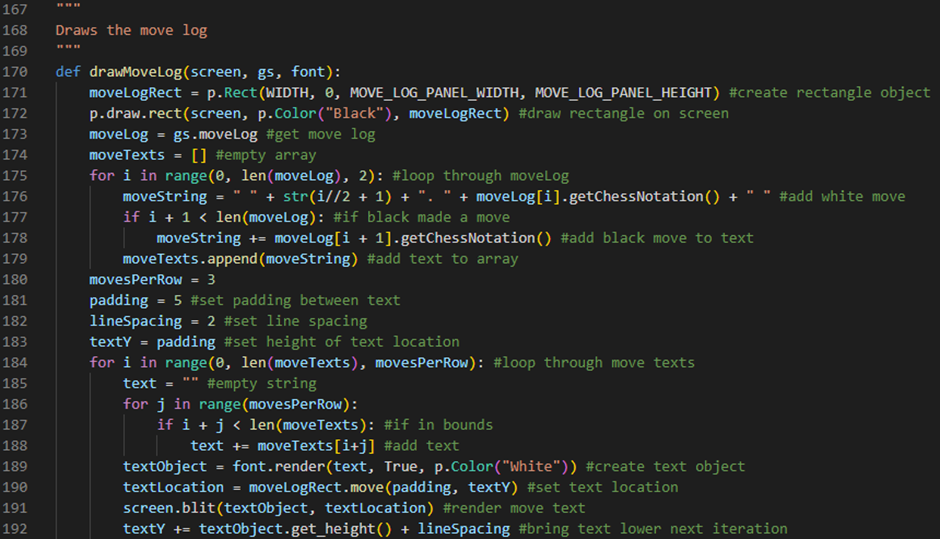 167 """
168 Draws the move log
169 """
170 def drawMoveLog(screen, gs, font):
171     moveLogRect = p.Rect(WIDTH, 0, MOVE_LOG_PANEL_WIDTH, MOVE_LOG_PANEL_HEIGHT) #create rectangle object
172     p.draw.rect(screen, p.Color("Black"), moveLogRect) #draw rectangle on screen
173     moveLog = gs.moveLog #get move log
174     moveTexts = [] #empty array
175     for i in range(0, len(moveLog), 2): #loop through moveLog
176         moveString = " " + str(i//2 + 1) + ". " + moveLog[i].getChessNotation() + " " #add white move
177         if i + 1 < len(moveLog): #if black made a move
178             moveString += moveLog[i + 1].getChessNotation() #add black move to text
179         moveTexts.append(moveString) #add text to array
180     movesPerRow = 3
181     padding = 5 #set padding between text
182     lineSpacing = 2 #set line spacing
183     textY = padding #set height of text location
184     for i in range(0, len(moveTexts), movesPerRow): #loop through move texts
185         text = "" #empty string
186         for j in range(movesPerRow):
187             if i + j < len(moveTexts): #if in bounds
188                 text += moveTexts[i+j] #add text
189         textObject = font.render(text, True, p.Color("White")) #create text object
190         textLocation = moveLogRect.move(padding, textY) #set text location
191         screen.blit(textObject, textLocation) #render move text
192         textY += textObject.get_height() + lineSpacing #bring text lower next iteration